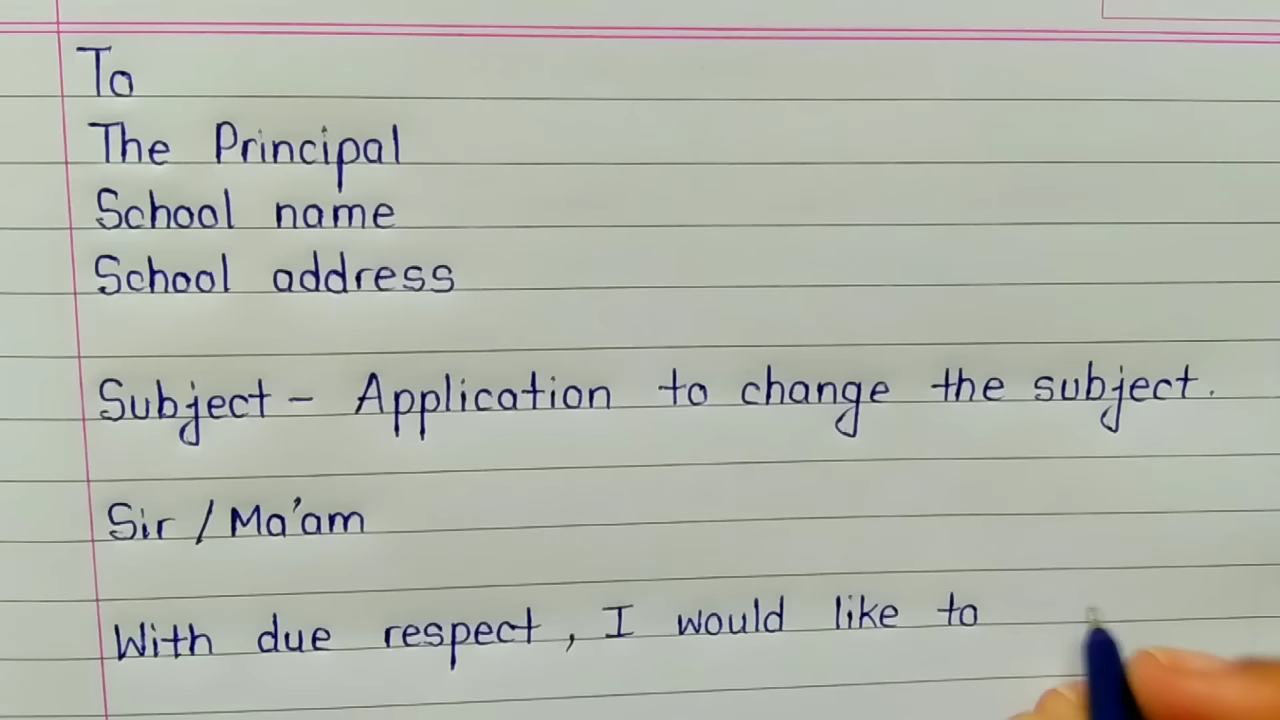 To
The Principal
School name
School address
Subject - Application to change the subject.
Sir / Ma'am
With due respect, I would like to